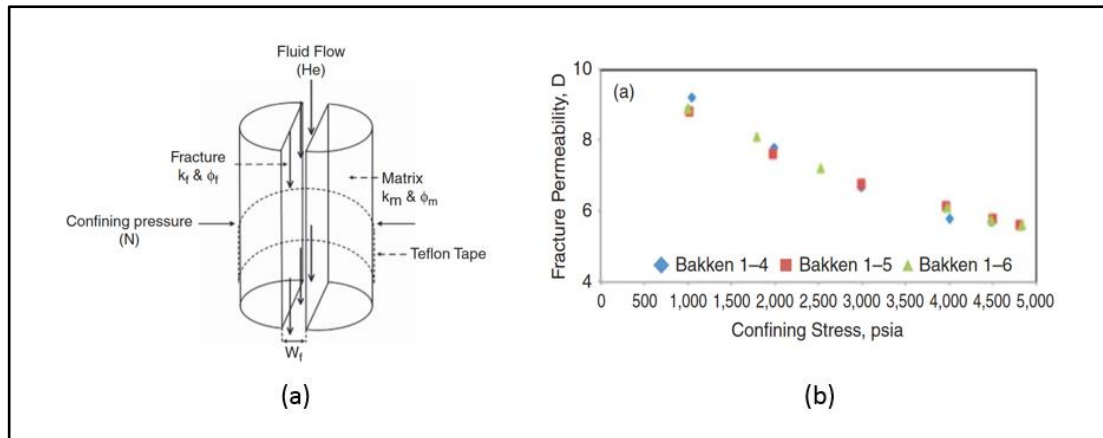 Fluid Flow
(He)
Fracture
kf & ϕf
Matrix
km & ϕm
Confining pressure
(N)
Teflon Tape
Wf
(a)
Fracture Permeability, D
10
8
6
4
(a)
Bakken 1–4
Bakken 1–5
Bakken 1–6
0
500
1,000
1,500
2,000
2,500
3,000
3,500
4,000
4,500
5,000
Confining Stress, psia
(b)